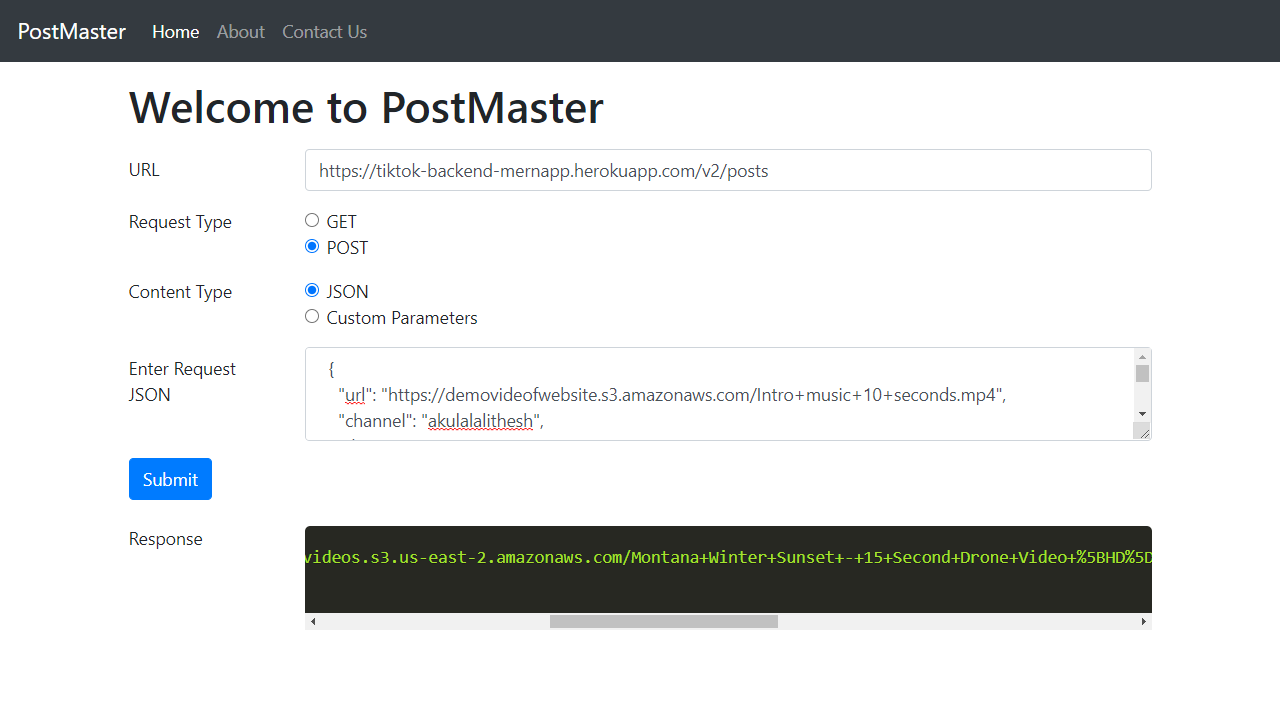 PostMaster Home About Contact Us
Welcome to PostMaster
URL https://tiktok-backend-mernapp.herokuapp.com/v2/posts
Request Type GET
POST
Content Type JSON
Custom Parameters
Enter Request JSON
{
"url": "https://demovideofwebsite.s3.amazonaws.com/Intro+music+10+seconds.mp4",
"channel": "akulalalithesh",
Submit
Response
videos.s3.us-east-2.amazonaws.com/Montana+Winter+Sunset+-+15+Second+Drone+Video+%5BHD%5D